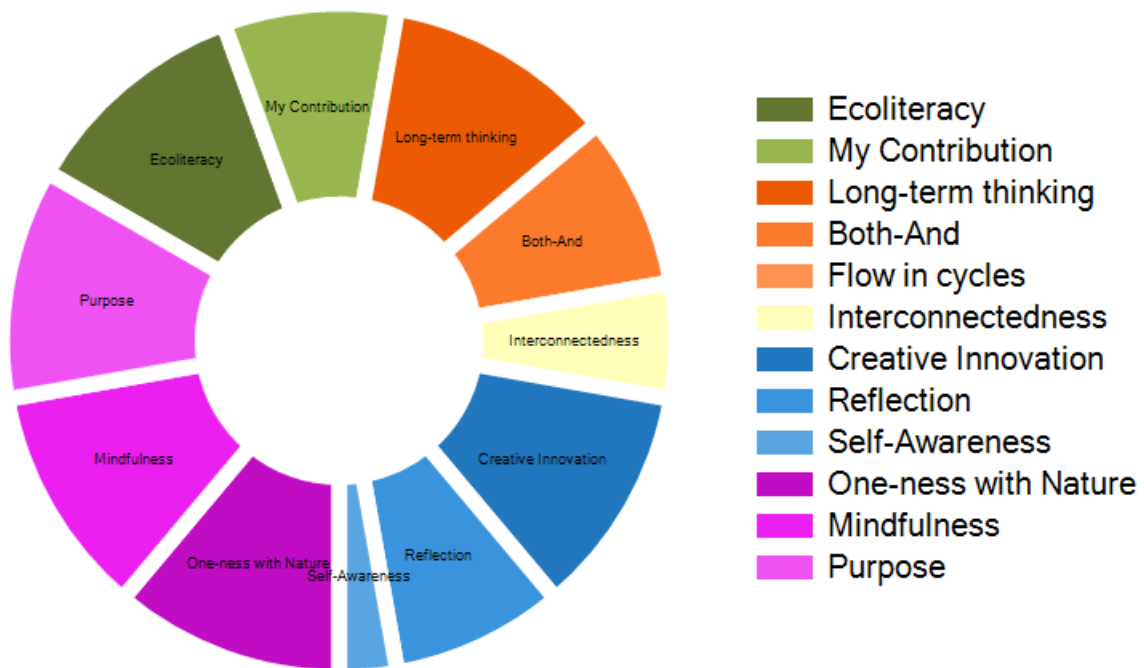 My Contribution
Long-term thinking
Ecoliteracy
Both-And
Purpose
Interconnectedness
Mindfulness
Creative Innovation
One-ness with Nature
Self-Awareness
Reflection
Ecoliteracy
My Contribution
Long-term thinking
Both-And
Flow in cycles
Interconnectedness
Creative Innovation
Reflection
Self-Awareness
One-ness with Nature
Mindfulness
Purpose